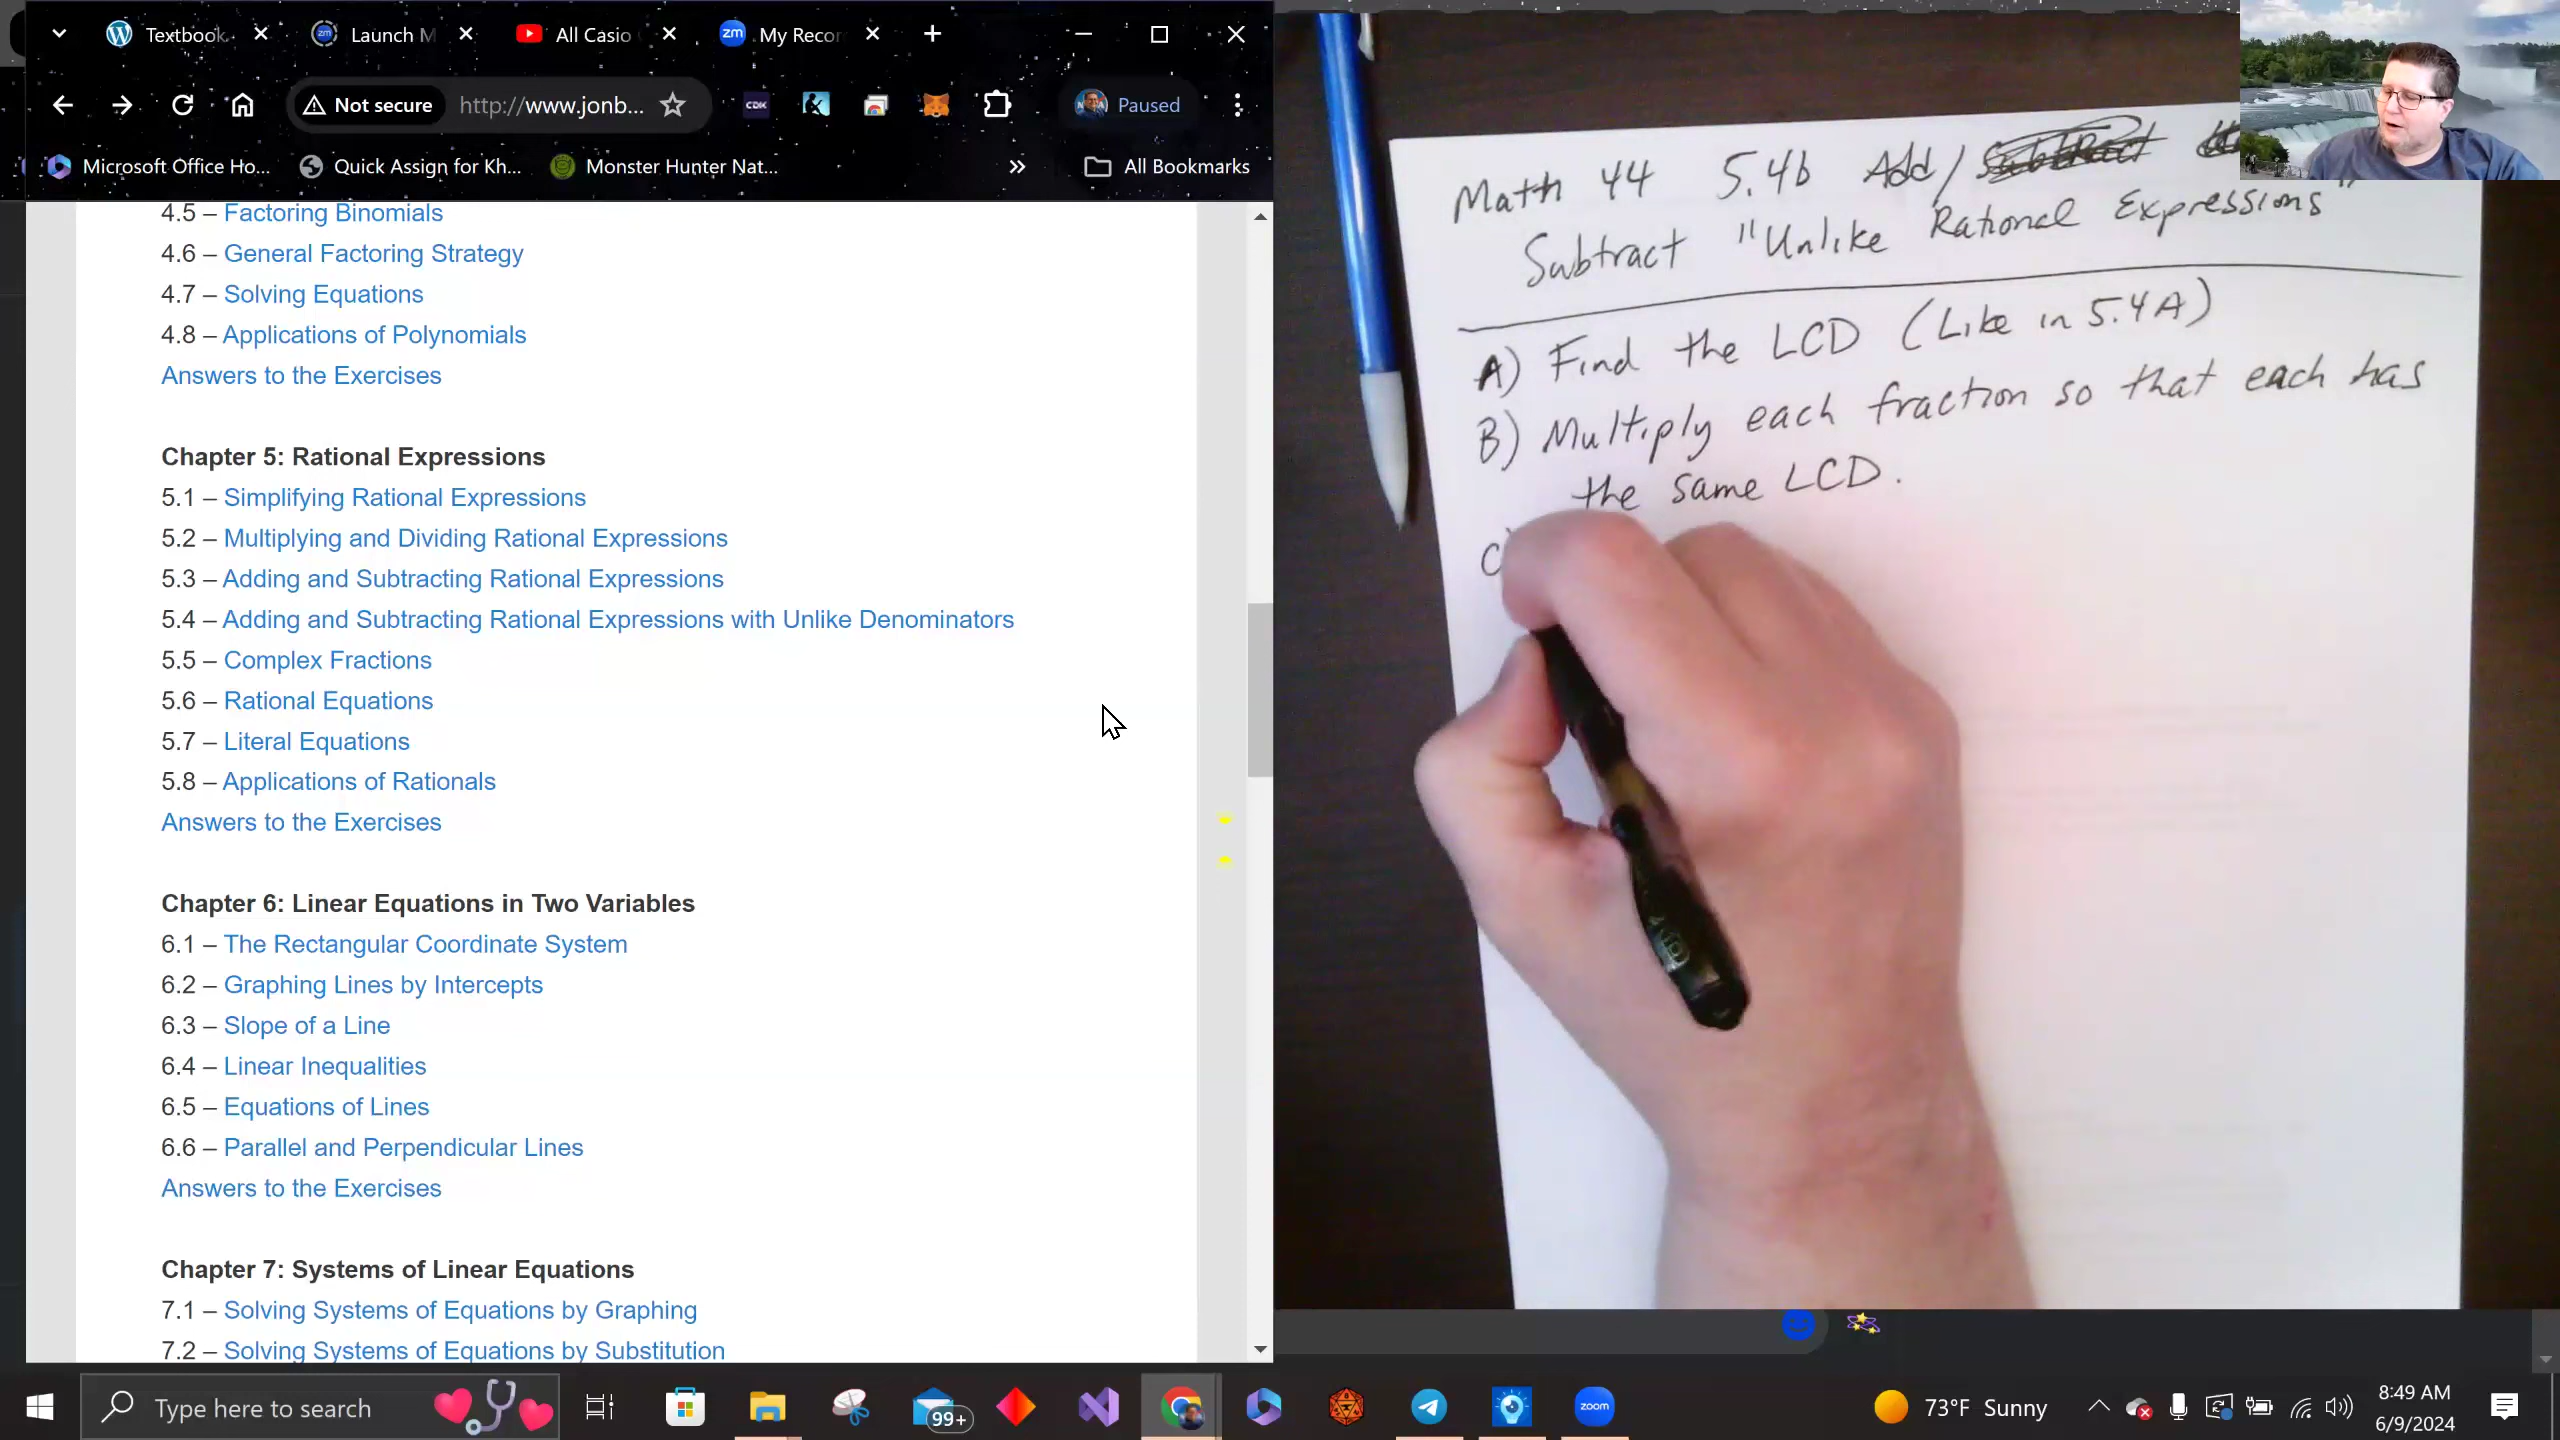 Textbook
Launch M
All Casio
My Recor
Not secure
http://www.jonb...
CDK
Paused
Microsoft Office Ho...
Quick Assign for Kh...
Monster Hunter Nat...
»
All Bookmarks
4.5 – Factoring Binomials
4.6 – General Factoring Strategy
4.7 – Solving Equations
4.8 – Applications of Polynomials
Answers to the Exercises
Chapter 5: Rational Expressions
5.1 – Simplifying Rational Expressions
5.2 – Multiplying and Dividing Rational Expressions
5.3 – Adding and Subtracting Rational Expressions
5.4 – Adding and Subtracting Rational Expressions with Unlike Denominators
5.5 – Complex Fractions
5.6 – Rational Equations
5.7 – Literal Equations
5.8 – Applications of Rationals
Answers to the Exercises
Chapter 6: Linear Equations in Two Variables
6.1 – The Rectangular Coordinate System
6.2 – Graphing Lines by Intercepts
6.3 – Slope of a Line
6.4 – Linear Inequalities
6.5 – Equations of Lines
6.6 – Parallel and Perpendicular Lines
Answers to the Exercises
Chapter 7: Systems of Linear Equations
7.1 – Solving Systems of Equations by Graphing
7.2 – Solving Systems of Equations by Substitution
Math 44 5.4b Add/ Subtract
Subtract "Unlike Rational Expressions"
A) Find the LCD (Like in 5.4A)
B) Multiply each fraction so that each has
the same LCD.
C)
Type here to search
99+
zoom
73°F Sunny
8:49 AM
6/9/2024